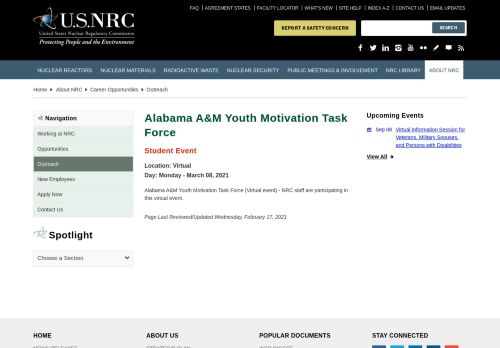 FAQ | AGREEMENT STATES | FACILITY LOCATOR | WHAT'S NEW | SITE HELP | INDEX A-Z | CONTACT US | EMAIL UPDATES
U.S.NRC
United States Nuclear Regulatory Commission
Protecting People and the Environment
REPORT A SAFETY CONCERN
SEARCH
NUCLEAR REACTORS NUCLEAR MATERIALS RADIOACTIVE WASTE NUCLEAR SECURITY PUBLIC MEETINGS & INVOLVEMENT NRC LIBRARY ABOUT NRC
Home About NRC Career Opportunities Outreach
Navigation
Working at NRC
Opportunities
Outreach
New Employees
Apply Now
Contact Us
Spotlight
Choose a Section
Alabama A&M Youth Motivation Task
Force
Student Event
Location: Virtual
Day: Monday - March 08, 2021
Alabama A&M Youth Motivation Task Force (Virtual event) - NRC staff are participating in
this virtual event.
Page Last Reviewed/Updated Wednesday, February 17, 2021
Upcoming Events
Sep 08 Virtual Information Session for
Veterans, Military Spouses,
and Persons with Disabilities
View All
HOME
ABOUT US
POPULAR DOCUMENTS
STAY CONNECTED